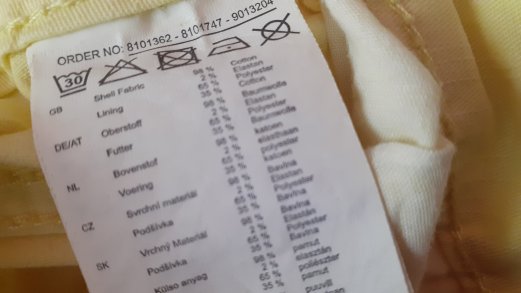 ORDER NO: 8101362 - 8101747 - 9013204
30
GB Shell Fabric 98 % Cotton
2 % Elastan
Lining 65 % Polyester
35 % Cotton
DE/AT Oberstoff 98 % Baumwolle
2 % Elastan
Futter 65 % Polyester
35 % Baumwolle
NL Bovenstof 98 % katoen
2 % elasthaan
Voering 65 % polyester
35 % katoen
CZ Svrchní materiál 98 % Bavlna
2 % Elastan
Podšívka 65 % Polyester
35 % Bavlna
SK Vrchný Materiál 98 % Bavlna
2 % Elastán
Podšívka 65 % Polyester
35 % Bavlna
Külso anyag 98 % pamut
2 % elasztán
65 % poliészter
35 % pamut
puuvill